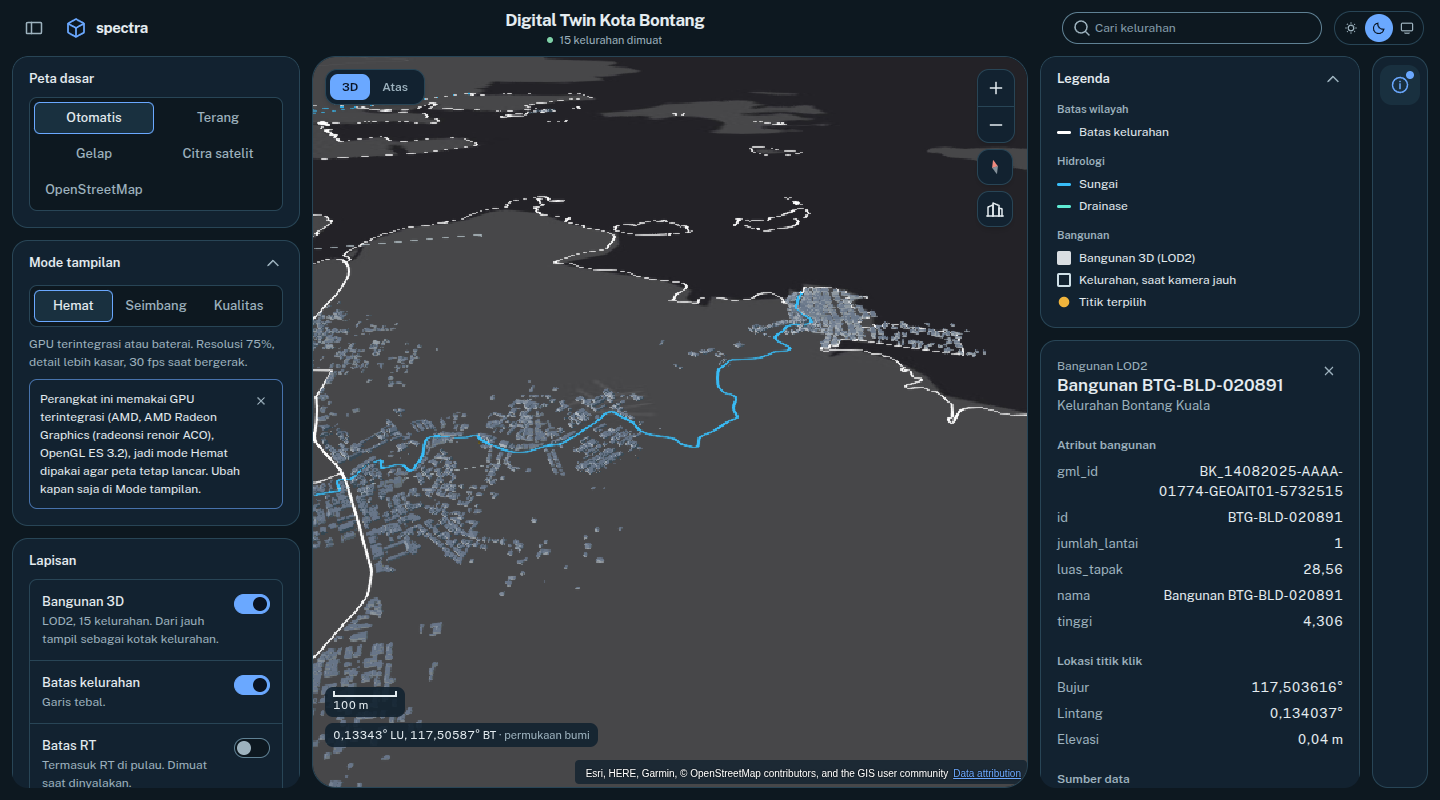 spectra
Digital Twin Kota Bontang
15 kelurahan dimuat
Cari kelurahan
Peta dasar
Otomatis
Terang
Gelap
Citra satelit
OpenStreetMap
Mode tampilan
Hemat
Seimbang
Kualitas
GPU terintegrasi atau baterai. Resolusi 75%,
detail lebih kasar, 30 fps saat bergerak.
Perangkat ini memakai GPU
terintegrasi (AMD, AMD Radeon
Graphics (radeonsi renoir ACO),
OpenGL ES 3.2), jadi mode Hemat
dipakai agar peta tetap lancar. Ubah
kapan saja di Mode tampilan.
Lapisan
Bangunan 3D
LOD2, 15 kelurahan. Dari jauh
tampil sebagai kotak kelurahan.
Batas kelurahan
Garis tebal.
Batas RT
Termasuk RT di pulau. Dimuat
saat dinyalakan.
3D
Atas
100 m
0,13343° LU, 117,50587° BT · permukaan bumi
Esri, HERE, Garmin, © OpenStreetMap contributors, and the GIS user community Data attribution
Legenda
Batas wilayah
Batas kelurahan
Hidrologi
Sungai
Drainase
Bangunan
Bangunan 3D (LOD2)
Kelurahan, saat kamera jauh
Titik terpilih
Bangunan LOD2
Bangunan BTG-BLD-020891
Kelurahan Bontang Kuala
Atribut bangunan
gml_id BK_14082025-AAAA-
01774-GEOAIT01-5732515
id BTG-BLD-020891
jumlah_lantai 1
luas_tapak 28,56
nama Bangunan BTG-BLD-020891
tinggi 4,306
Lokasi titik klik
Bujur 117,503616°
Lintang 0,134037°
Elevasi 0,04 m
Sumber data